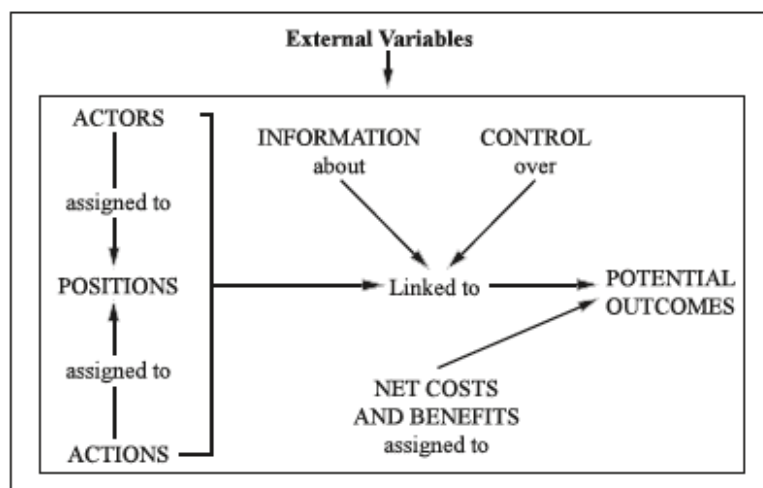 External Variables
ACTORS
INFORMATION
about
CONTROL
over
assigned to
POSITIONS
Linked to
POTENTIAL
OUTCOMES
assigned to
NET COSTS
AND BENEFITS
assigned to
ACTIONS